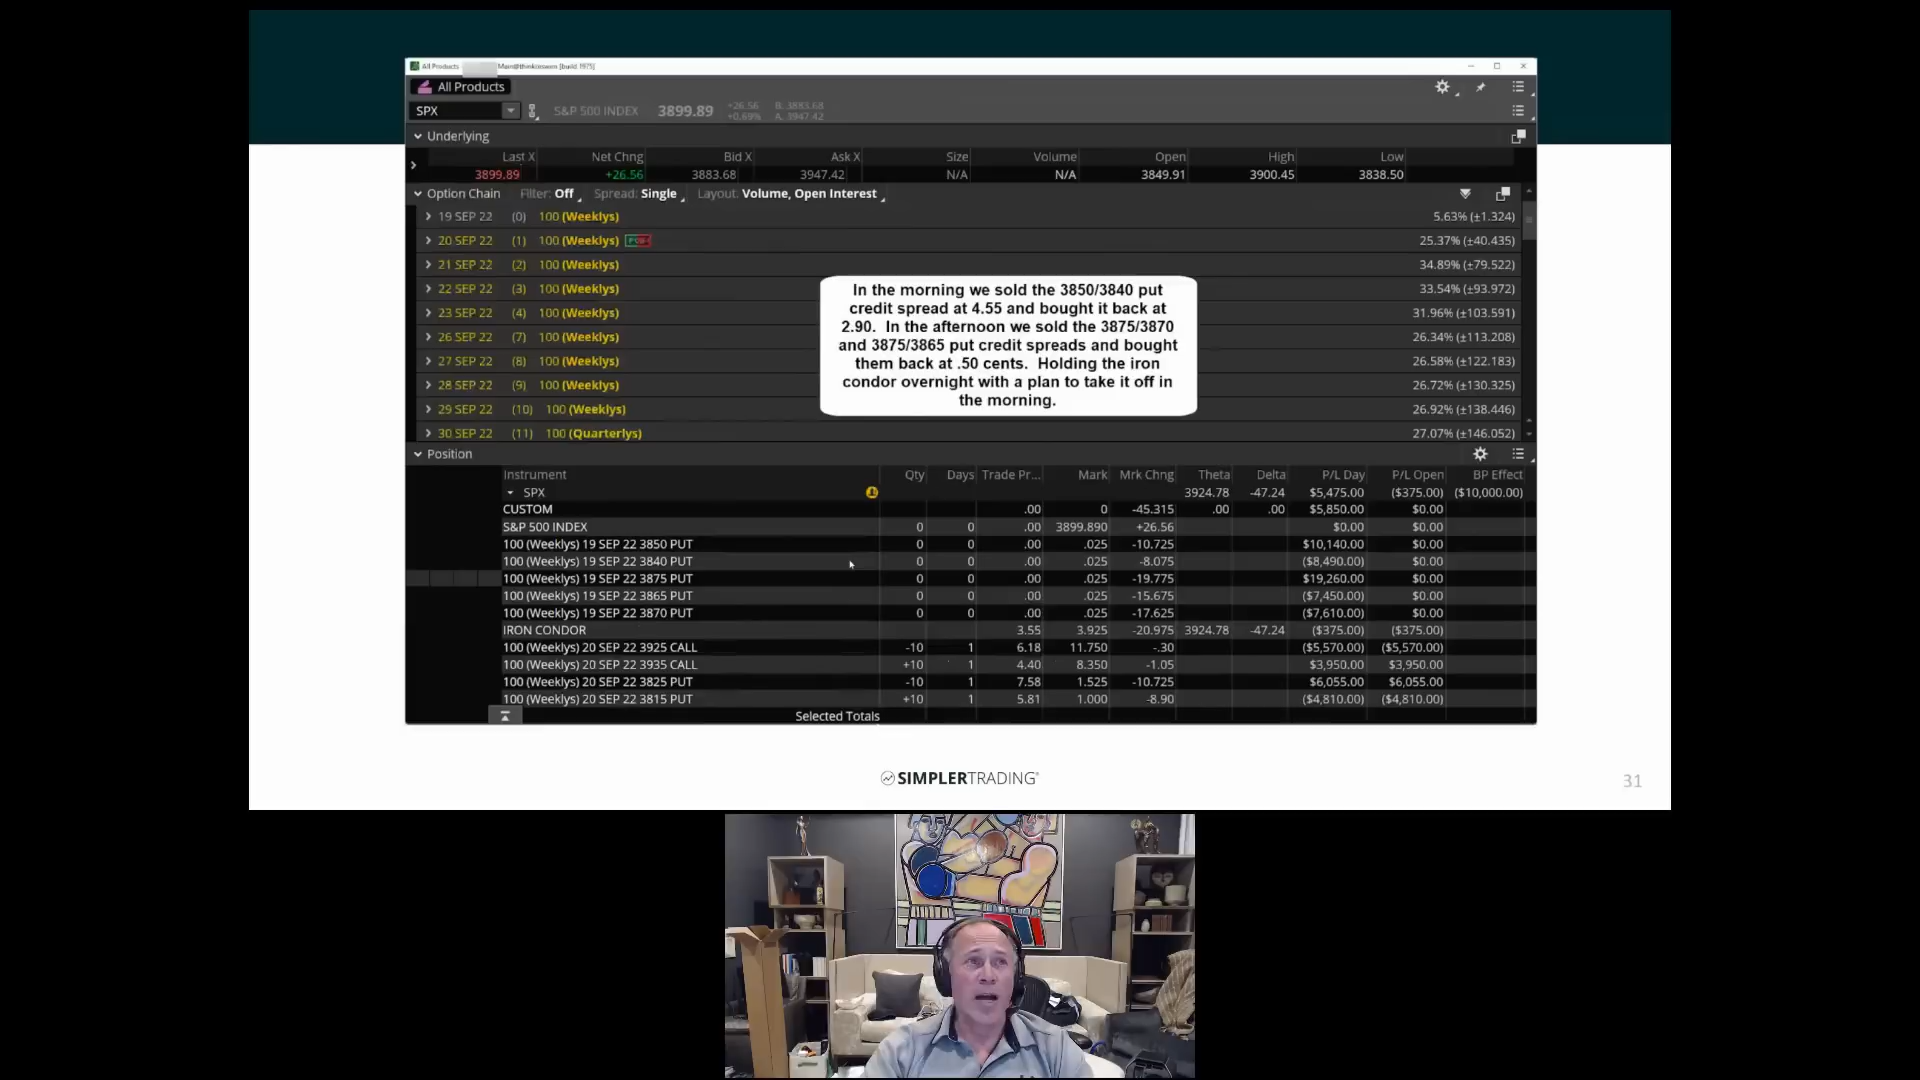 All Products Main@thinkorswim [build 1975]
All Products
SPX S&P 500 INDEX 3899.89 +26.56 +0.69% B: 3883.68 A: 3947.42
Underlying
Last X Net Chng Bid X Ask X Size Volume Open High Low
3899.89 +26.56 3883.68 3947.42 N/A N/A 3849.91 3900.45 3838.50
Option Chain Filter: Off Spread: Single Layout: Volume, Open Interest
19 SEP 22 (0) 100 (Weeklys) 5.63% (±1.324)
20 SEP 22 (1) 100 (Weeklys) 25.37% (±40.435)
21 SEP 22 (2) 100 (Weeklys) 34.89% (±79.522)
22 SEP 22 (3) 100 (Weeklys) 33.54% (±93.972)
23 SEP 22 (4) 100 (Weeklys) 31.96% (±103.591)
26 SEP 22 (7) 100 (Weeklys) 26.34% (±113.208)
27 SEP 22 (8) 100 (Weeklys) 26.58% (±122.183)
28 SEP 22 (9) 100 (Weeklys) 26.72% (±130.325)
29 SEP 22 (10) 100 (Weeklys) 26.92% (±138.446)
30 SEP 22 (11) 100 (Quarterlys) 27.07% (±146.052)
In the morning we sold the 3850/3840 put
credit spread at 4.55 and bought it back at
2.90. In the afternoon we sold the 3875/3870
and 3875/3865 put credit spreads and bought
them back at .50 cents. Holding the iron
condor overnight with a plan to take it off in
the morning.
Position
Instrument Qty Days Trade Pr... Mark Mrk Chng Theta Delta P/L Day P/L Open BP Effect
SPX 3924.78 -47.24 $5,475.00 ($375.00) ($10,000.00)
CUSTOM .00 0 -45.315 .00 .00 $5,850.00 $0.00
S&P 500 INDEX 0 0 .00 3899.890 +26.56 $0.00 $0.00
100 (Weeklys) 19 SEP 22 3850 PUT 0 0 .00 .025 -10.725 $10,140.00 $0.00
100 (Weeklys) 19 SEP 22 3840 PUT 0 0 .00 .025 -8.075 ($8,490.00) $0.00
100 (Weeklys) 19 SEP 22 3875 PUT 0 0 .00 .025 -19.775 $19,260.00 $0.00
100 (Weeklys) 19 SEP 22 3865 PUT 0 0 .00 .025 -15.675 ($7,450.00) $0.00
100 (Weeklys) 19 SEP 22 3870 PUT 0 0 .00 .025 -17.625 ($7,610.00) $0.00
IRON CONDOR 3.55 3.925 -20.975 3924.78 -47.24 ($375.00) ($375.00)
100 (Weeklys) 20 SEP 22 3925 CALL -10 1 6.18 11.750 -.30 ($5,570.00) ($5,570.00)
100 (Weeklys) 20 SEP 22 3935 CALL +10 1 4.40 8.350 -1.05 $3,950.00 $3,950.00
100 (Weeklys) 20 SEP 22 3825 PUT -10 1 7.58 1.525 -10.725 $6,055.00 $6,055.00
100 (Weeklys) 20 SEP 22 3815 PUT +10 1 5.81 1.000 -8.90 ($4,810.00) ($4,810.00)
Selected Totals
SIMPLERTRADING
31